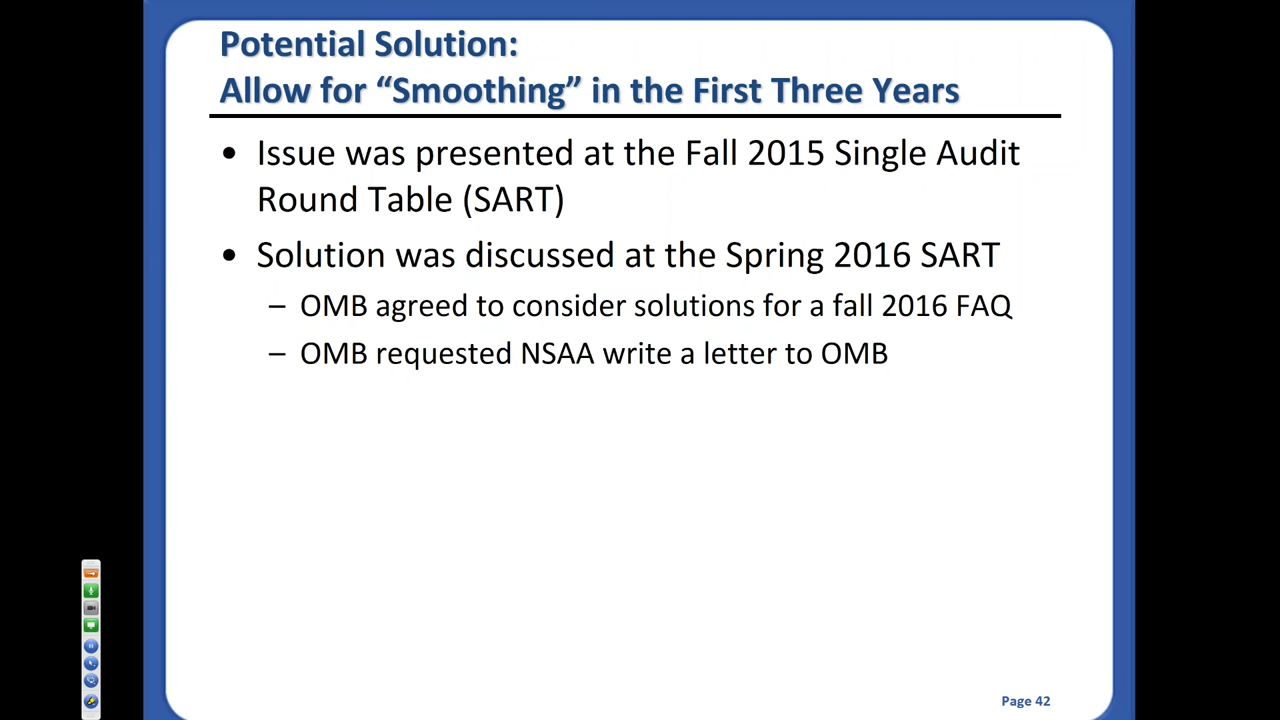 Potential Solution:
Allow for “Smoothing” in the First Three Years
• Issue was presented at the Fall 2015 Single Audit
Round Table (SART)
• Solution was discussed at the Spring 2016 SART
– OMB agreed to consider solutions for a fall 2016 FAQ
– OMB requested NSAA write a letter to OMB
Page 42